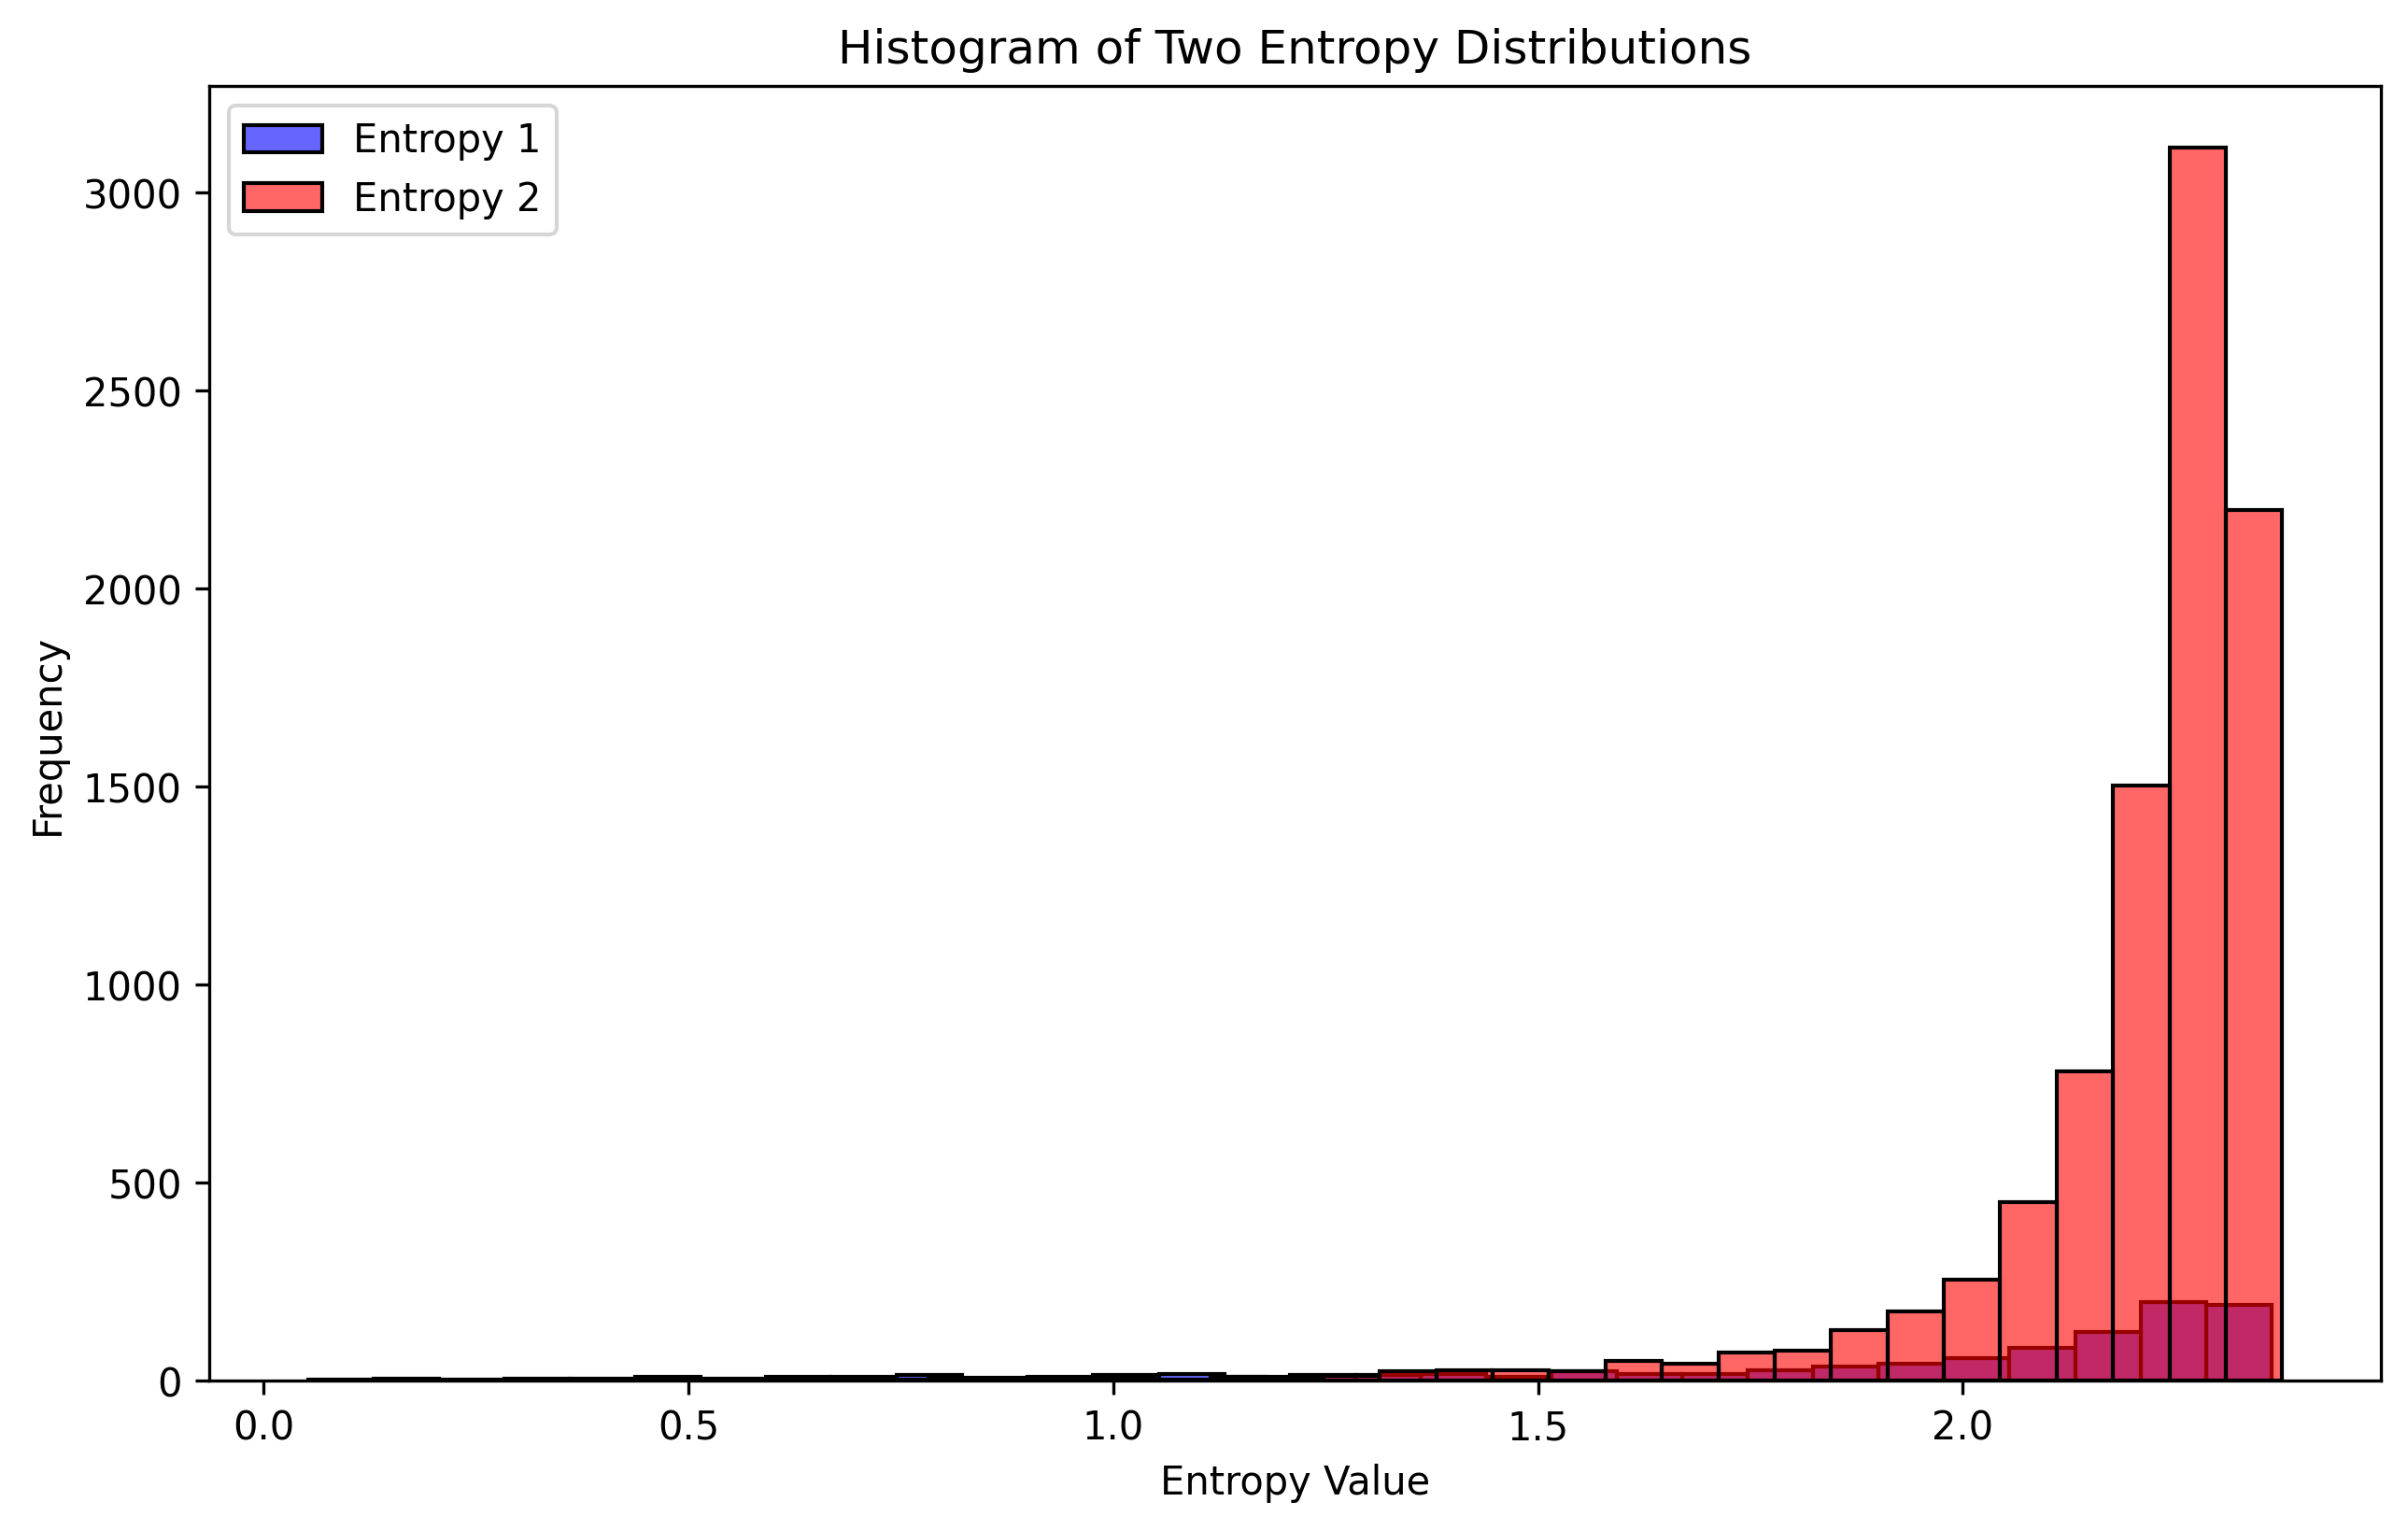 Histogram of Two Entropy Distributions
Entropy 1
Entropy 2
Frequency
3000
2500
2000
1500
1000
500
0
0.0 0.5 1.0 1.5 2.0
Entropy Value